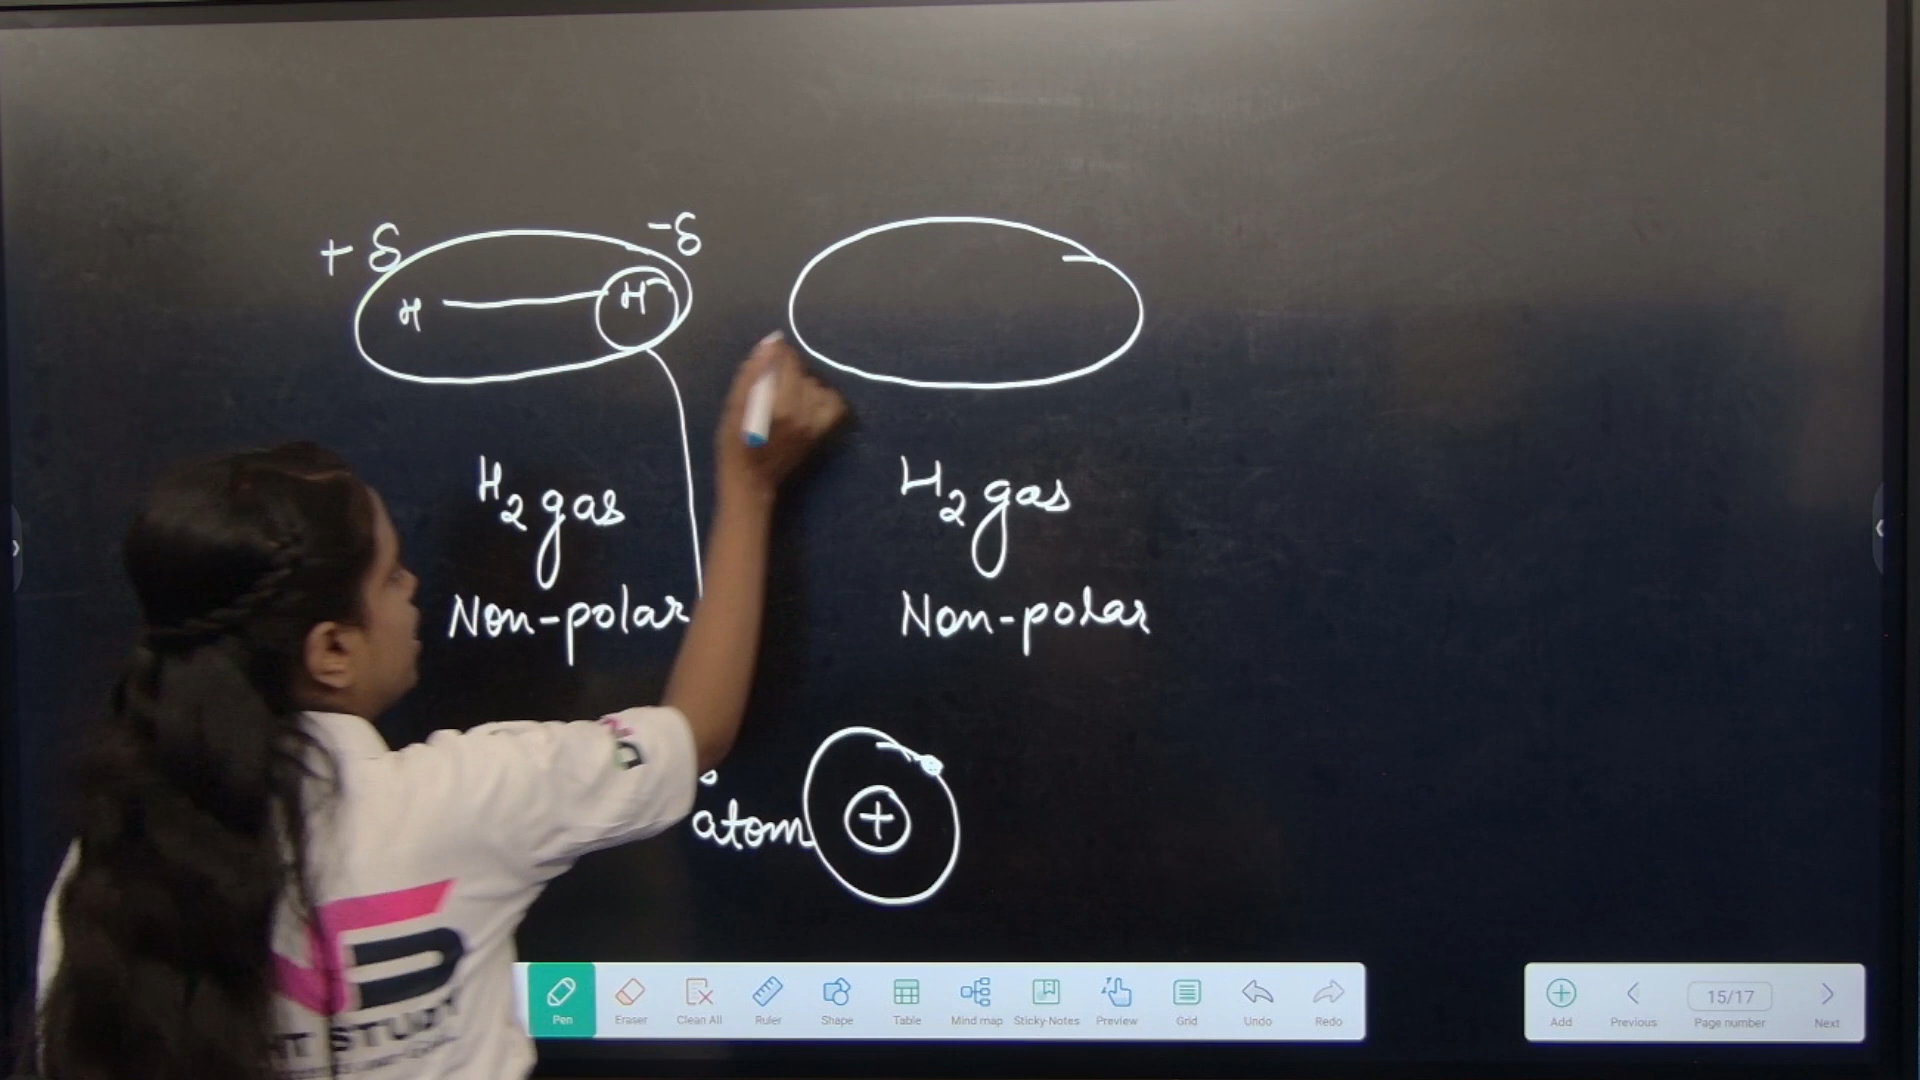 +δ
-δ
H — H
H₂ gas
H₂ gas
Non-polar
Non-polar
atom
+
STUDY
Pen
Eraser
Clean All
Ruler
Shape
Table
Mind map
Sticky-Notes
Preview
Grid
Undo
Redo
Add
Previous
15/17
Page number
Next